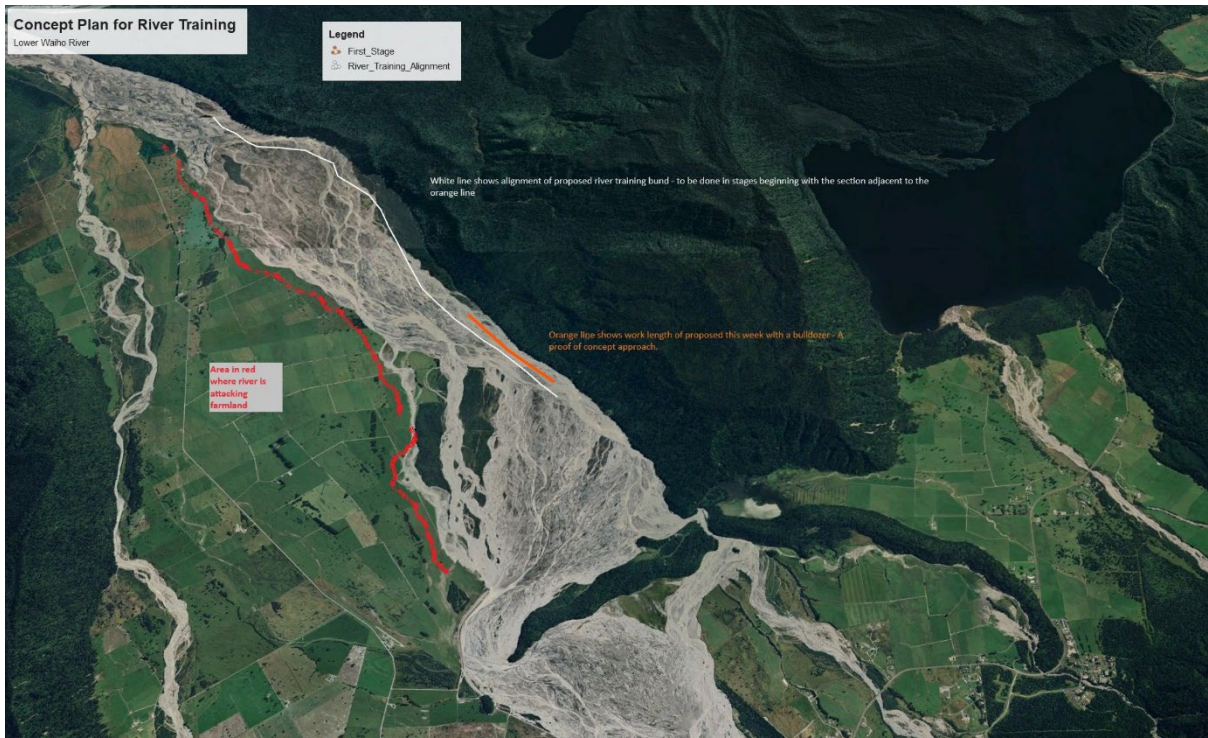 Concept Plan for River Training
Lower Waiho River
Legend
First_Stage
River_Training_Alignment
White line shows alignment of proposed river training bund - to be done in stages beginning with the section adjacent to the
orange line
Orange line shows work length of proposed this week with a bulldozer - A
proof of concept approach.
Area in red
where river is
attacking
farmland